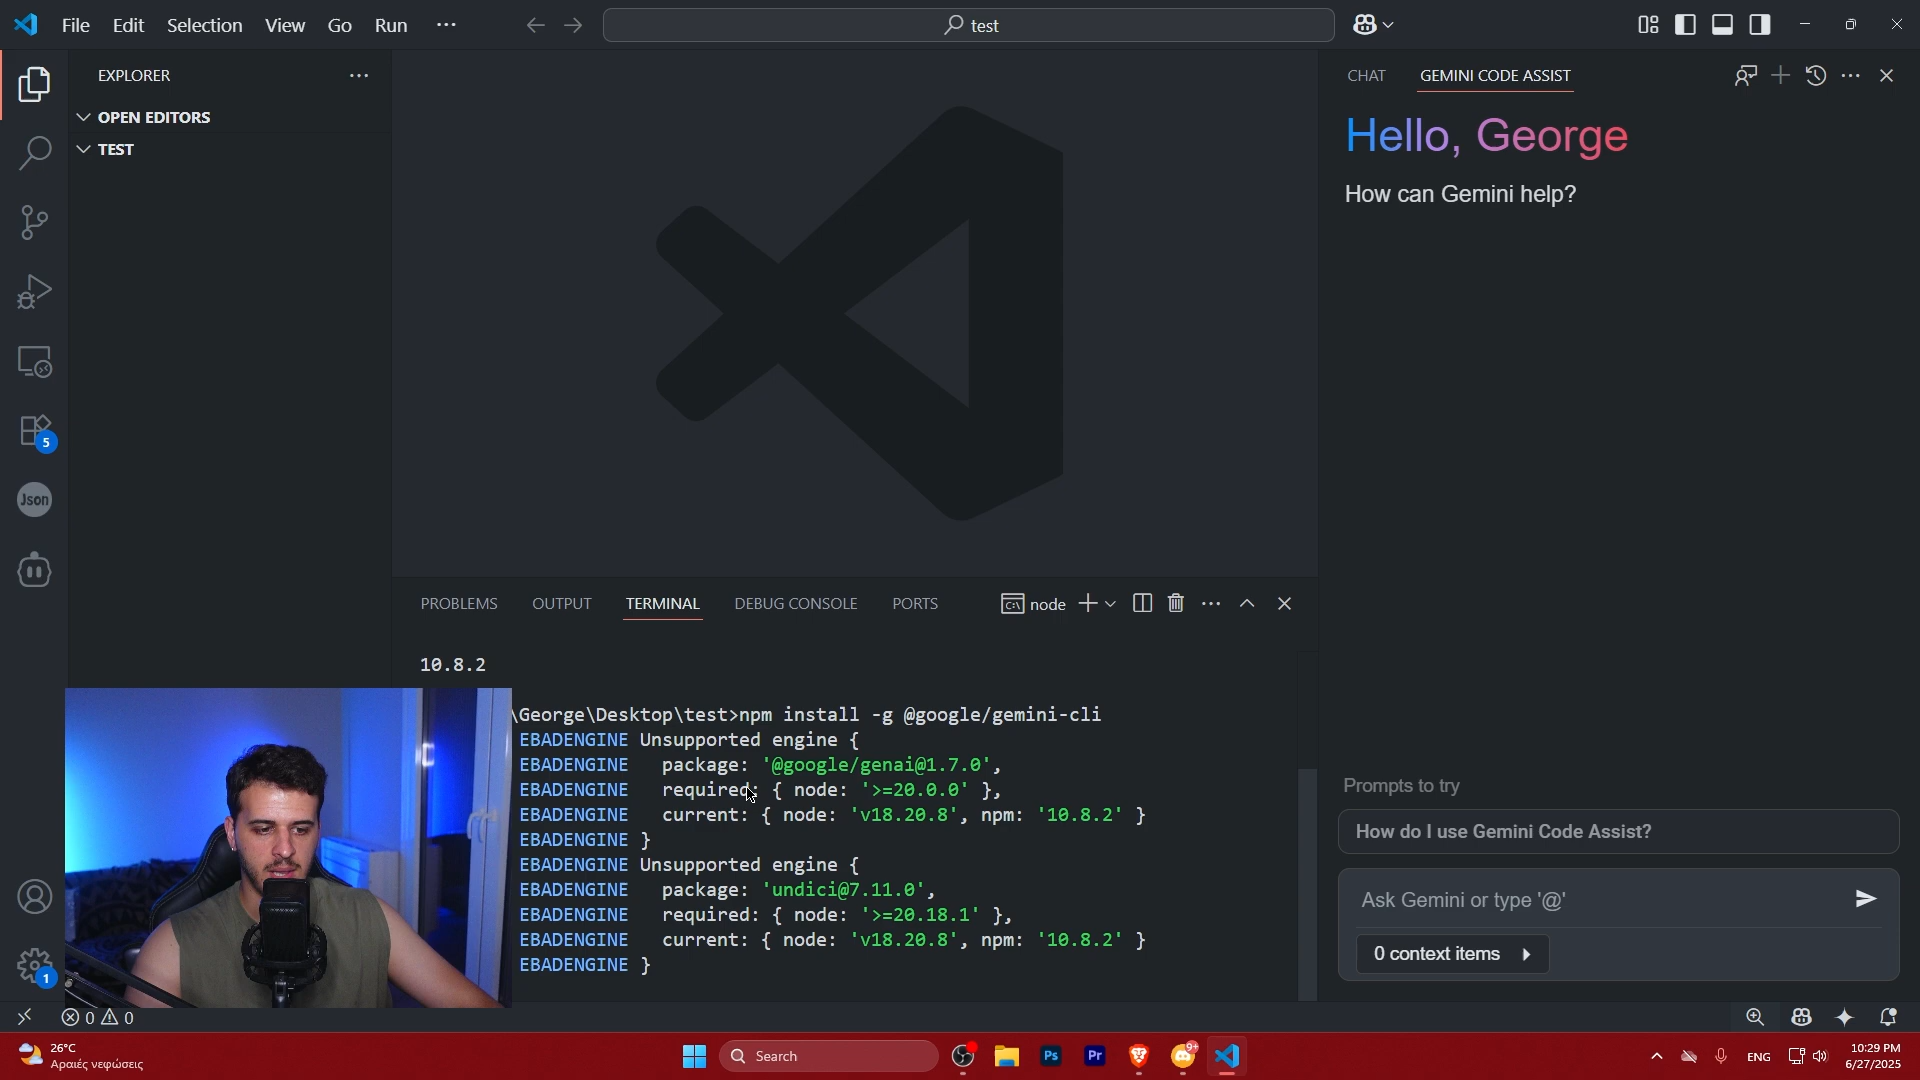 File Edit Selection View Go Run ···
test
EXPLORER
OPEN EDITORS
TEST
5
Json
1
CHAT GEMINI CODE ASSIST
Hello, George
How can Gemini help?
PROBLEMS OUTPUT TERMINAL DEBUG CONSOLE PORTS
node
10.8.2
\George\Desktop\test>npm install -g @google/gemini-cli
EBADENGINE Unsupported engine {
EBADENGINE   package: '@google/genai@1.7.0',
EBADENGINE   required: { node: '>=20.0.0' },
EBADENGINE   current: { node: 'v18.20.8', npm: '10.8.2' }
EBADENGINE }
EBADENGINE Unsupported engine {
EBADENGINE   package: 'undici@7.11.0',
EBADENGINE   required: { node: '>=20.18.1' },
EBADENGINE   current: { node: 'v18.20.8', npm: '10.8.2' }
EBADENGINE }
Prompts to try
How do I use Gemini Code Assist?
Ask Gemini or type '@'
0 context items
0 0
26°C
Αραιές νεφώσεις
Search
Ps
Pr
9+
ENG
10:29 PM
6/27/2025